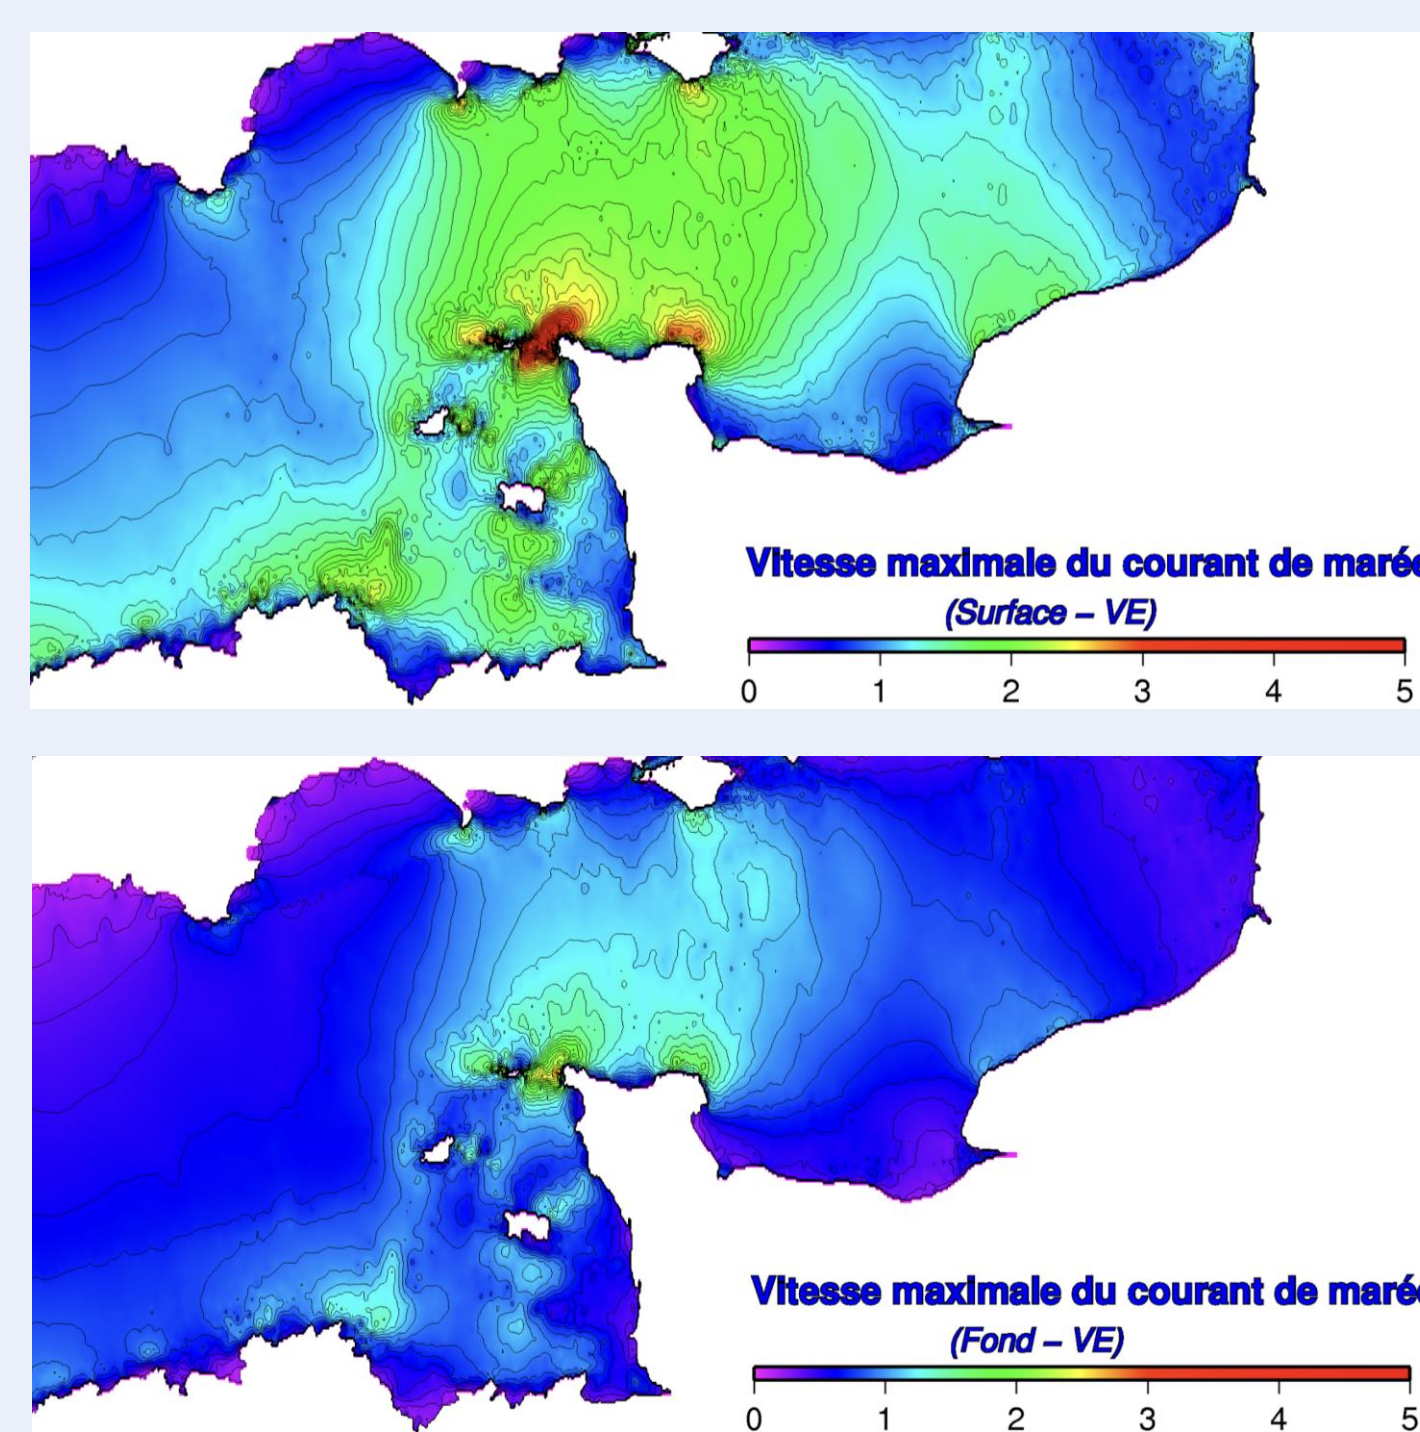 Vitesse maximale du courant de marée
(Surface – VE)
0 1 2 3 4 5
Vitesse maximale du courant de maré
(Fond – VE)
0 1 2 3 4 5